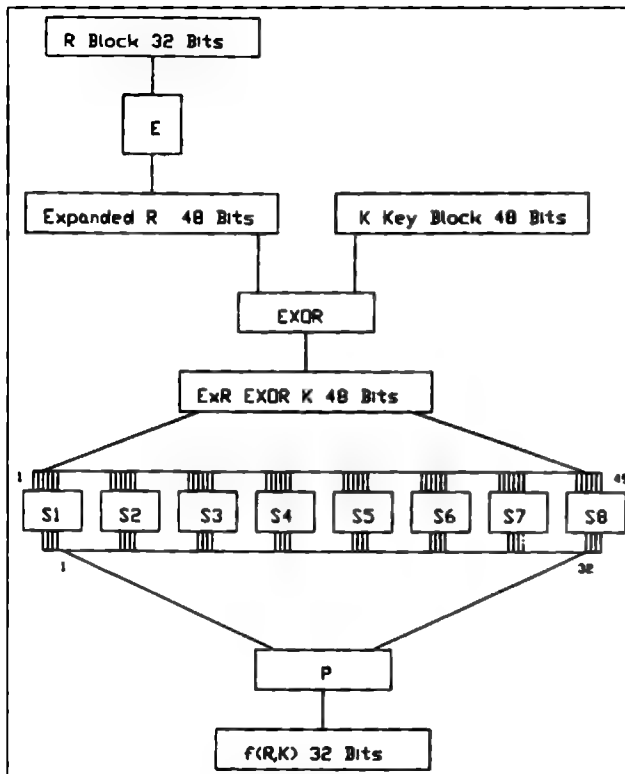 R Block 32 Bits
E
Expanded R 48 Bits
K Key Block 48 Bits
EXOR
ExR EXOR K 48 Bits
1
S1 S2 S3 S4 S5 S6 S7 S8
1
32
P
f(R,K) 32 Bits